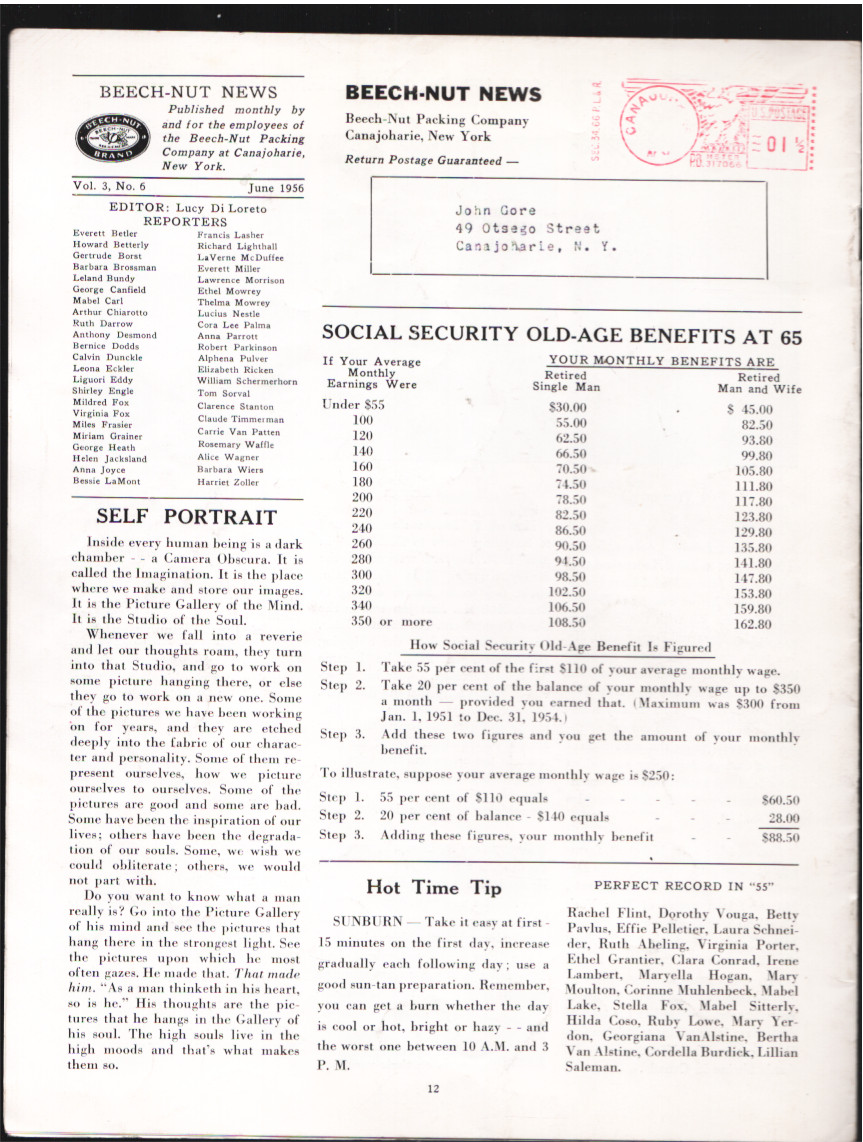 BEECH-NUT NEWS
BEECH-NUT
BEECH-NUT
BRAND
Published monthly by
and for the employees of
the Beech-Nut Packing
Company at Canajoharie,
New York.
Vol. 3, No. 6 June 1956
EDITOR: Lucy Di Loreto
REPORTERS
Everett Betler
Howard Betterly
Gertrude Borst
Barbara Brossman
Leland Bundy
George Canfield
Mabel Carl
Arthur Chiarotto
Ruth Darrow
Anthony Desmond
Bernice Dodds
Calvin Dunckle
Leona Eckler
Liguori Eddy
Shirley Engle
Mildred Fox
Virginia Fox
Miles Frasier
Miriam Grainer
George Heath
Helen Jacksland
Anna Joyce
Bessie LaMont
Francis Lasher
Richard Lighthall
LaVerne McDuffee
Everett Miller
Lawrence Morrison
Ethel Mowrey
Thelma Mowrey
Lucius Nestle
Cora Lee Palma
Anna Parrott
Robert Parkinson
Alphena Pulver
Elizabeth Ricken
William Schermerhorn
Tom Sorval
Clarence Stanton
Claude Timmerman
Carrie Van Patten
Rosemary Waffle
Alice Wagner
Barbara Wiers
Harriet Zoller
SELF PORTRAIT
Inside every human being is a dark
chamber - - a Camera Obscura. It is
called the Imagination. It is the place
where we make and store our images.
It is the Picture Gallery of the Mind.
It is the Studio of the Soul.
Whenever we fall into a reverie
and let our thoughts roam, they turn
into that Studio, and go to work on
some picture hanging there, or else
they go to work on a new one. Some
of the pictures we have been working
on for years, and they are etched
deeply into the fabric of our charac-
ter and personality. Some of them re-
present ourselves, how we picture
ourselves to ourselves. Some of the
pictures are good and some are bad.
Some have been the inspiration of our
lives; others have been the degrada-
tion of our souls. Some, we wish we
could obliterate; others, we would
not part with.
Do you want to know what a man
really is? Go into the Picture Gallery
of his mind and see the pictures that
hang there in the strongest light. See
the pictures upon which he most
often gazes. He made that. That made
him. "As a man thinketh in his heart,
so is he." His thoughts are the pic-
tures that he hangs in the Gallery of
his soul. The high souls live in the
high moods and that's what makes
them so.
BEECH-NUT NEWS
Beech-Nut Packing Company
Canajoharie, New York
Return Postage Guaranteed —
SEC. 34.66 P.L.& R.
CANAJOHARIE
N.Y.
U.S. POSTAGE
01 ½
METER
P.B. 317066
John Gore
49 Otsego Street
Canajoharie, N. Y.
SOCIAL SECURITY OLD-AGE BENEFITS AT 65
If Your Average
Monthly
Earnings Were
YOUR MONTHLY BENEFITS ARE
Retired
Single Man
Retired
Man and Wife
Under $55 $30.00 $ 45.00
100 55.00 82.50
120 62.50 93.80
140 66.50 99.80
160 70.50 105.80
180 74.50 111.80
200 78.50 117.80
220 82.50 123.80
240 86.50 129.80
260 90.50 135.80
280 94.50 141.80
300 98.50 147.80
320 102.50 153.80
340 106.50 159.80
350 or more 108.50 162.80
How Social Security Old-Age Benefit Is Figured
Step 1. Take 55 per cent of the first $110 of your average monthly wage.
Step 2. Take 20 per cent of the balance of your monthly wage up to $350
a month — provided you earned that. (Maximum was $300 from
Jan. 1, 1951 to Dec. 31, 1954.)
Step 3. Add these two figures and you get the amount of your monthly
benefit.
To illustrate, suppose your average monthly wage is $250:
Step 1. 55 per cent of $110 equals - - - - - $60.50
Step 2. 20 per cent of balance - $140 equals - - - 28.00
Step 3. Adding these figures, your monthly benefit - - $88.50
Hot Time Tip
SUNBURN — Take it easy at first -
15 minutes on the first day, increase
gradually each following day; use a
good sun-tan preparation. Remember,
you can get a burn whether the day
is cool or hot, bright or hazy - - and
the worst one between 10 A.M. and 3
P. M.
PERFECT RECORD IN "55"
Rachel Flint, Dorothy Vouga, Betty
Pavlus, Effie Pelletier, Laura Schnei-
der, Ruth Abeling, Virginia Porter,
Ethel Grantier, Clara Conrad, Irene
Lambert, Maryella Hogan, Mary
Moulton, Corinne Muhlenbeck, Mabel
Lake, Stella Fox, Mabel Sitterly,
Hilda Coso, Ruby Lowe, Mary Yer-
don, Georgiana VanAlstine, Bertha
Van Alstine, Cordella Burdick, Lillian
Saleman.
12